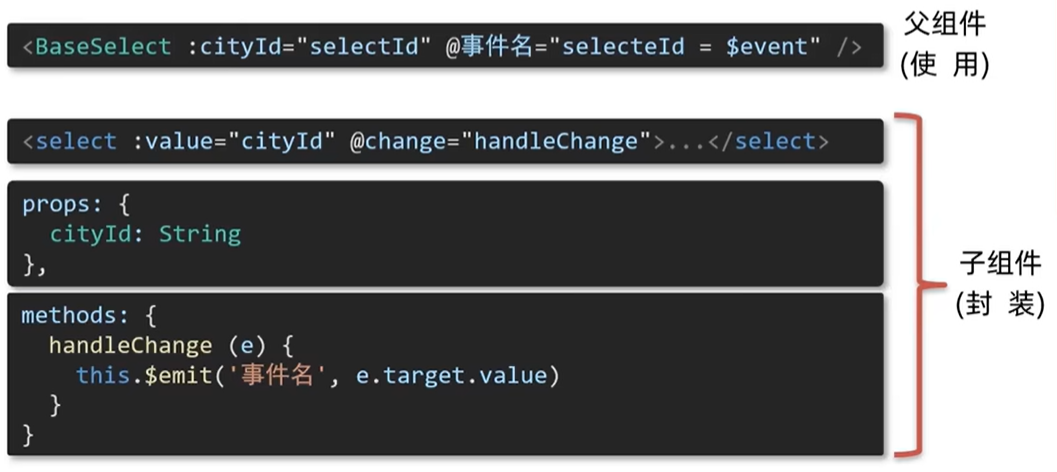 <BaseSelect :cityId="selectId" @事件名="selecteId = $event" />
父组件
(使 用)
<select :value="cityId" @change="handleChange">...</select>
props: {
  cityId: String
},
methods: {
  handleChange (e) {
    this.$emit('事件名', e.target.value)
  }
}
子组件
(封 装)